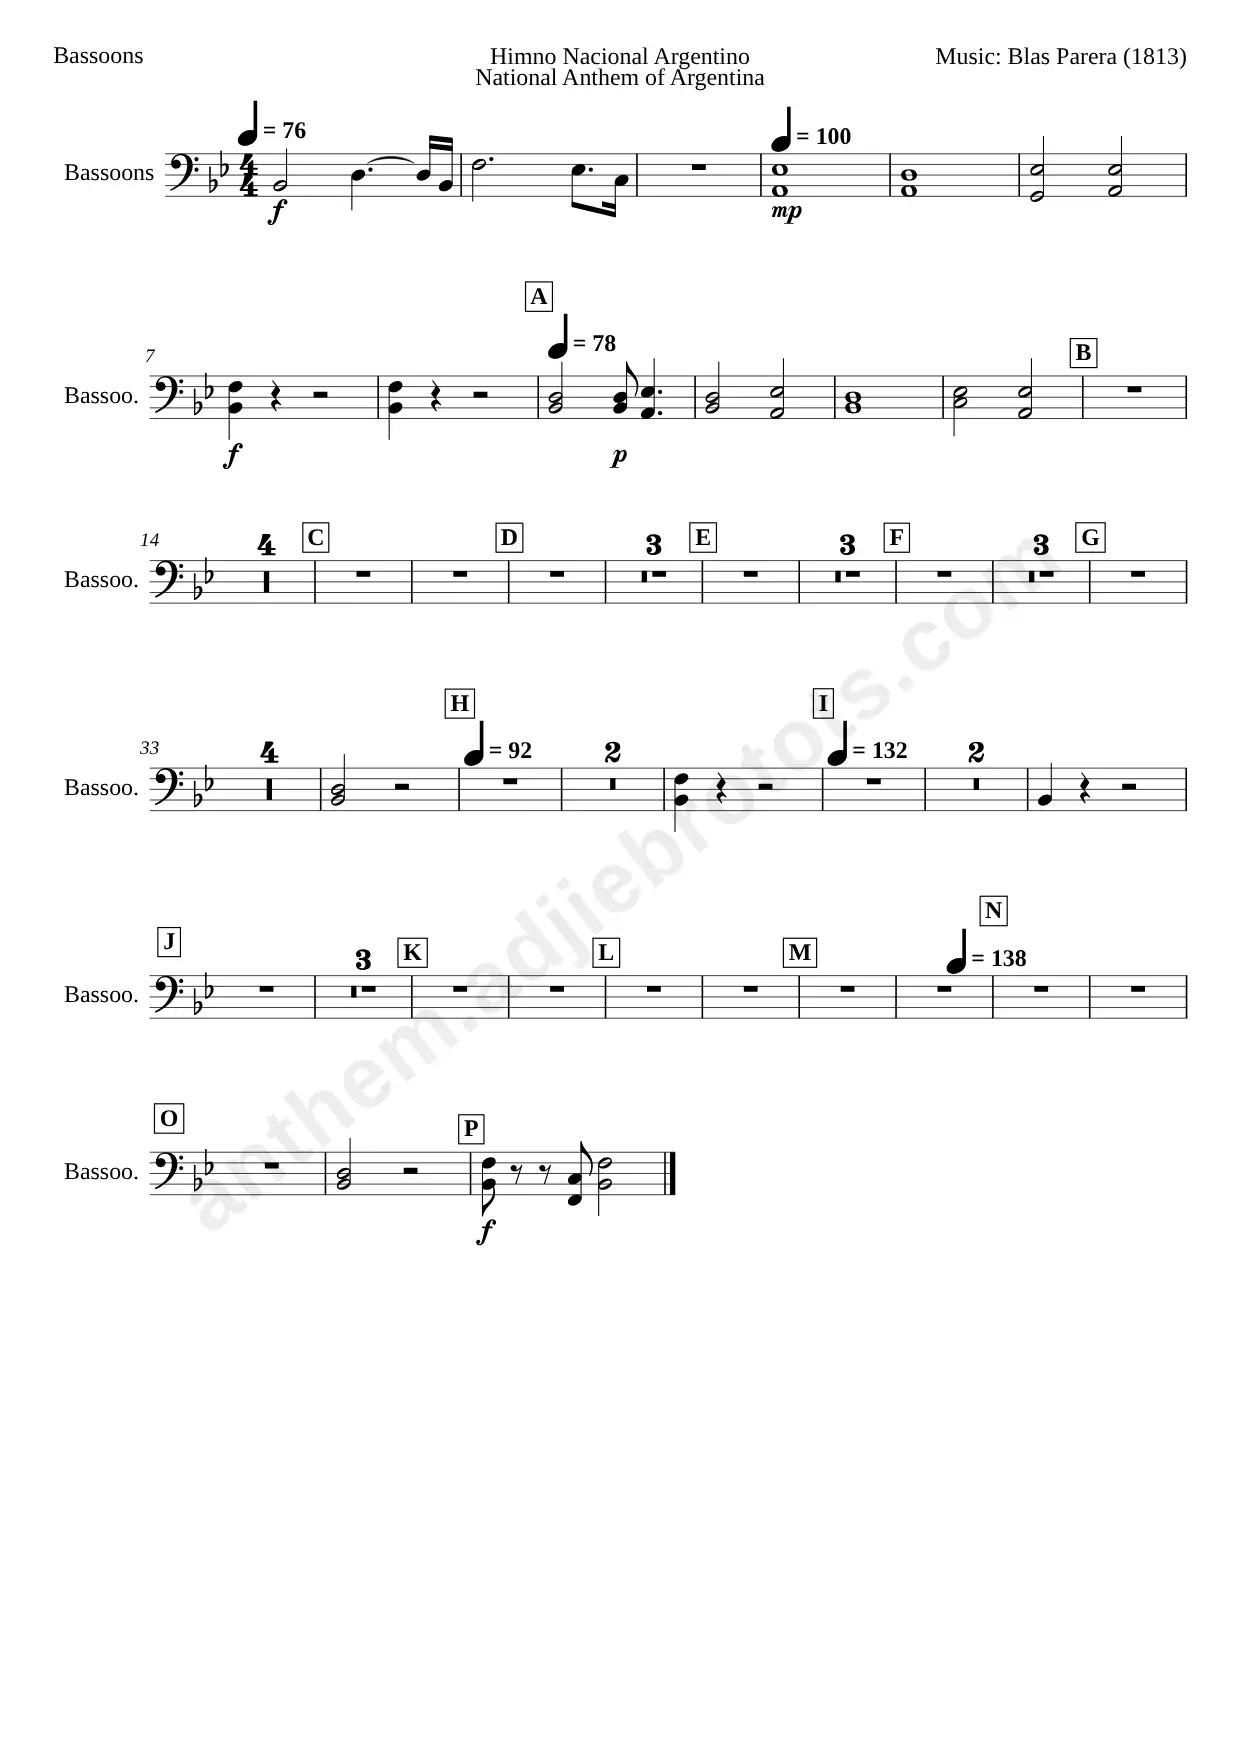 Bassoons
Himno Nacional Argentino
National Anthem of Argentina
Music: Blas Parera (1813)
= 76
= 100
Bassoons
4
4
f
mp
A
= 78
B
7
Bassoo.
f
p
14
4
C
D
3
E
3
F
3
G
Bassoo.
H
I
33
4
= 92
2
= 132
2
Bassoo.
N
J
3
K
L
M
= 138
Bassoo.
O
P
Bassoo.
f
anthem.adjiebrotots.com